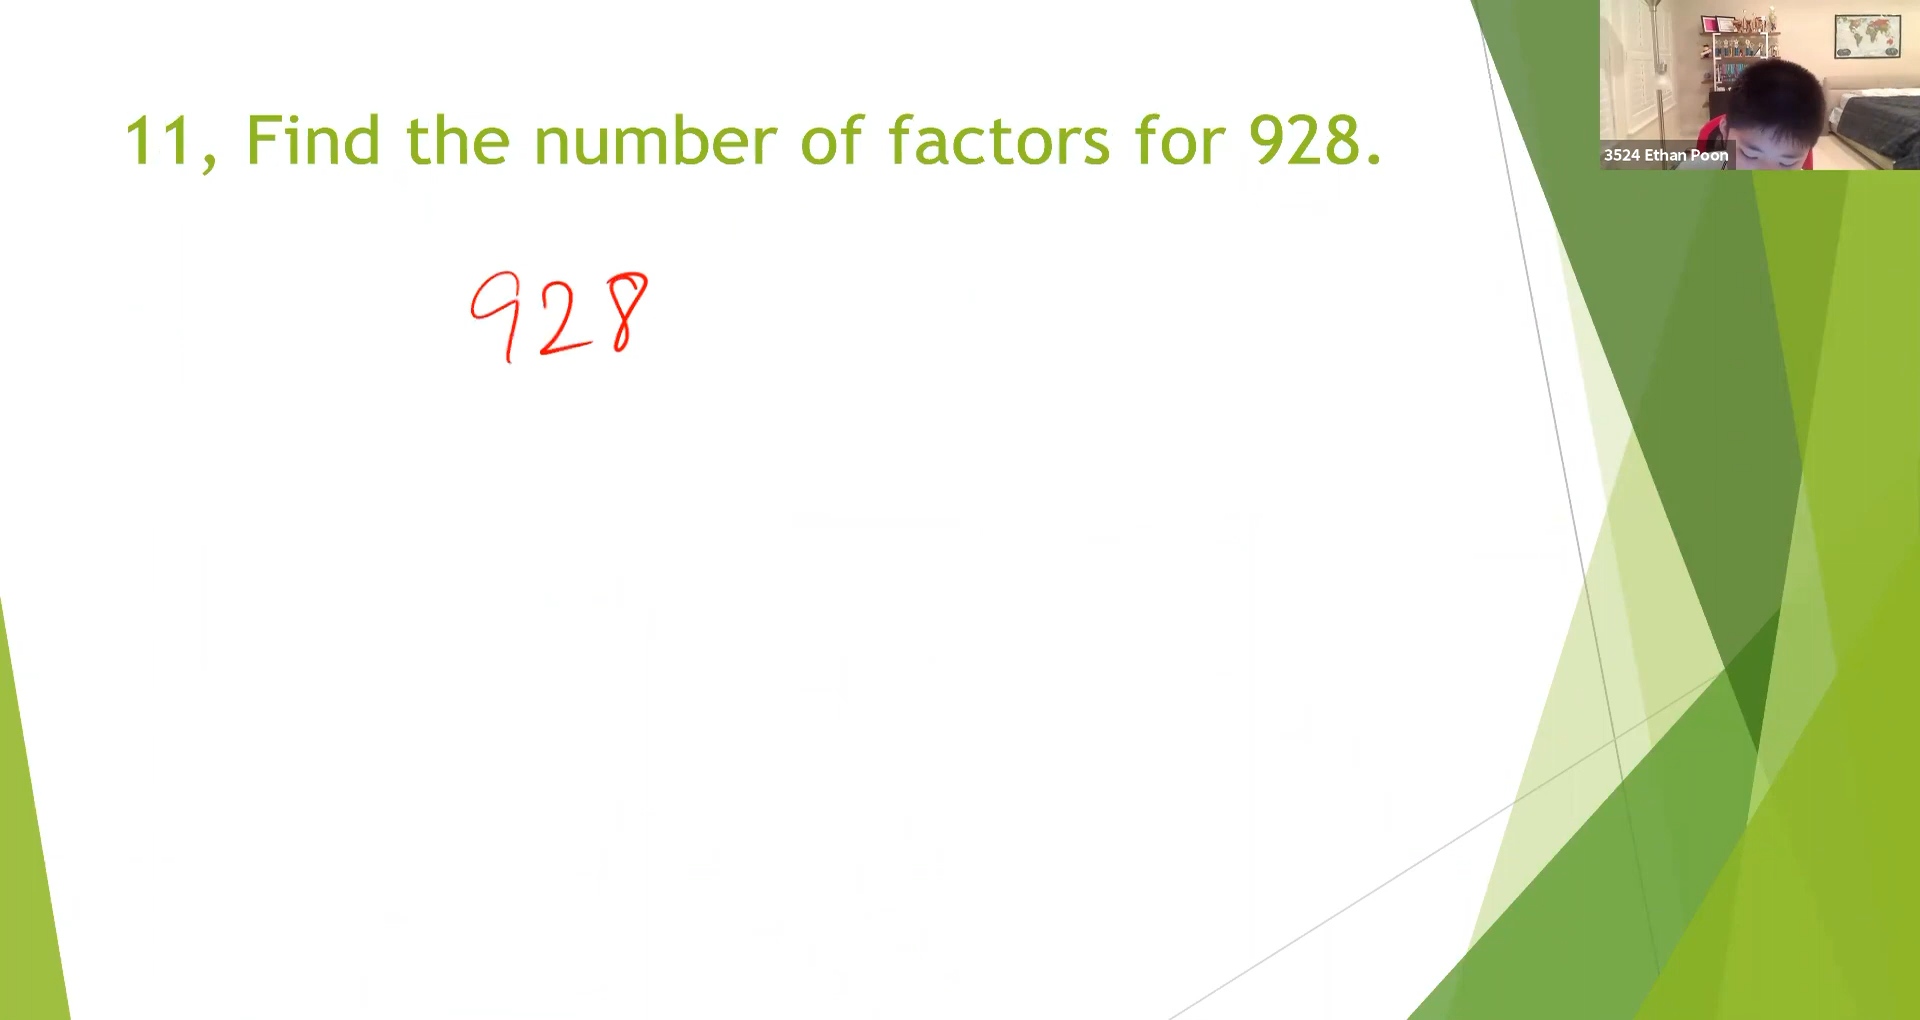 11, Find the number of factors for 928.
3524 Ethan Poon
928